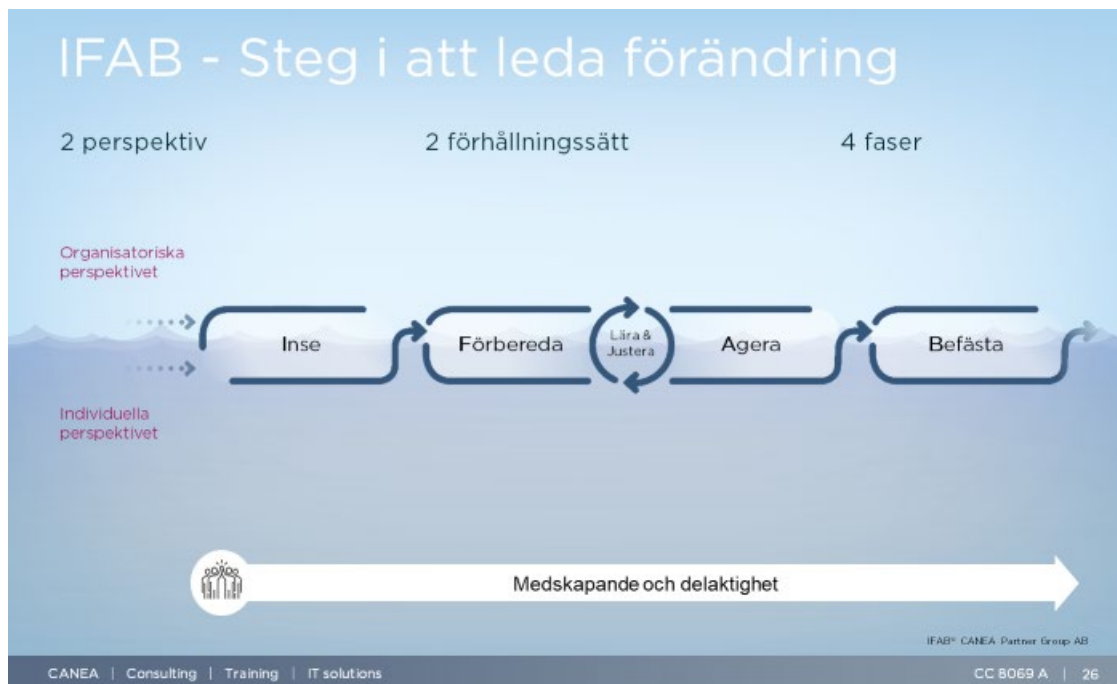 IFAB - Steg i att leda förändring
2 perspektiv
2 förhållningssätt
4 faser
Organisatoriska
perspektivet
Inse
Förbereda
Lära &
Justera
Agera
Befästa
Individuella
perspektivet
Medskapande och delaktighet
IFAB® CANEA Partner Group AB
CANEA | Consulting | Training | IT solutions
CC 8069 A | 26